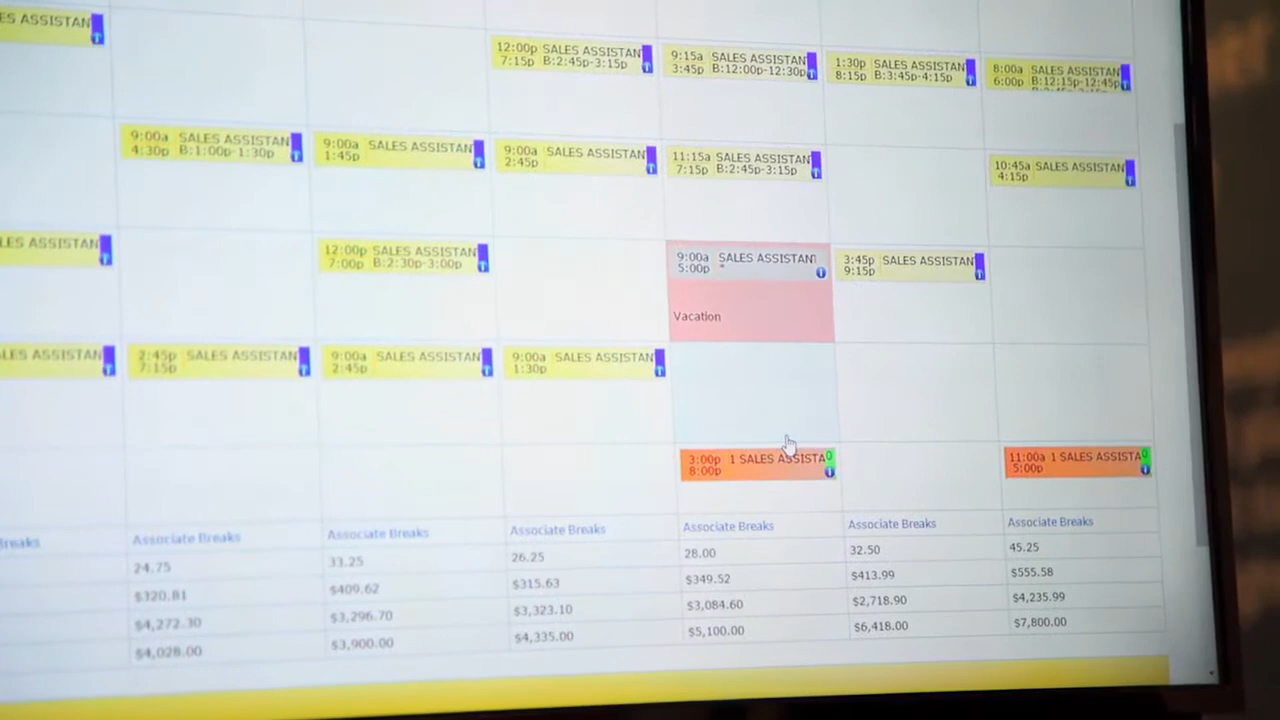 ES ASSISTAN
12:00p SALES ASSISTAN
7:15p B:2:45p-3:15p
9:15a SALES ASSISTAN
3:45p B:12:00p-12:30p
1:30p SALES ASSISTAN
8:15p B:3:45p-4:15p
8:00a SALES ASSISTAN
6:00p B:12:15p-12:45p
9:00a SALES ASSISTAN
4:30p B:1:00p-1:30p
9:00a SALES ASSISTAN
1:45p
9:00a SALES ASSISTAN
2:45p
11:15a SALES ASSISTAN
7:15p B:2:45p-3:15p
10:45a SALES ASSISTAN
4:15p
LES ASSISTAN
12:00p SALES ASSISTAN
7:00p B:2:30p-3:00p
9:00a SALES ASSISTANT
5:00p *
Vacation
3:45p SALES ASSISTAN
9:15p
LES ASSISTAN
2:45p SALES ASSISTAN
7:15p
9:00a SALES ASSISTAN
2:45p
9:00a SALES ASSISTAN
1:30p
3:00p 1 SALES ASSISTA 0
8:00p
11:00a 1 SALES ASSISTA 0
5:00p
Breaks Associate Breaks Associate Breaks Associate Breaks Associate Breaks Associate Breaks Associate Breaks
24.75 33.25 26.25 28.00 32.50 45.25
$320.81 $409.62 $315.63 $349.52 $413.99 $555.58
$4,272.30 $3,296.70 $3,323.10 $3,084.60 $2,718.90 $4,235.99
$4,028.00 $3,900.00 $4,335.00 $5,100.00 $6,418.00 $7,800.00